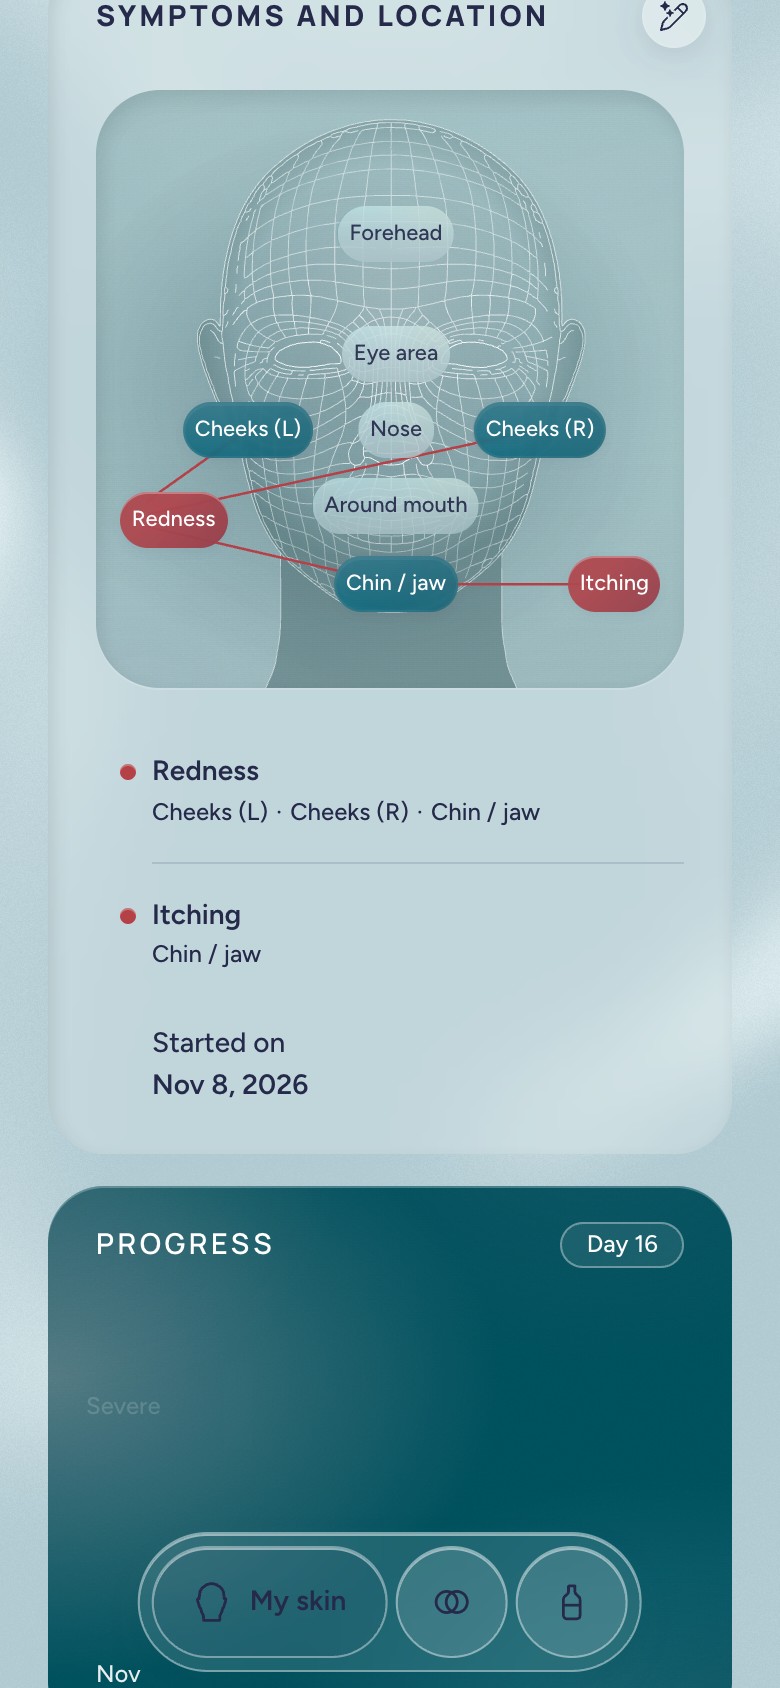 SYMPTOMS AND LOCATION
Forehead
Eye area
Cheeks (L)
Nose
Cheeks (R)
Around mouth
Redness
Chin / jaw
Itching
Redness
Cheeks (L) · Cheeks (R) · Chin / jaw
Itching
Chin / jaw
Started on
Nov 8, 2026
PROGRESS
Day 16
Severe
My skin
Nov